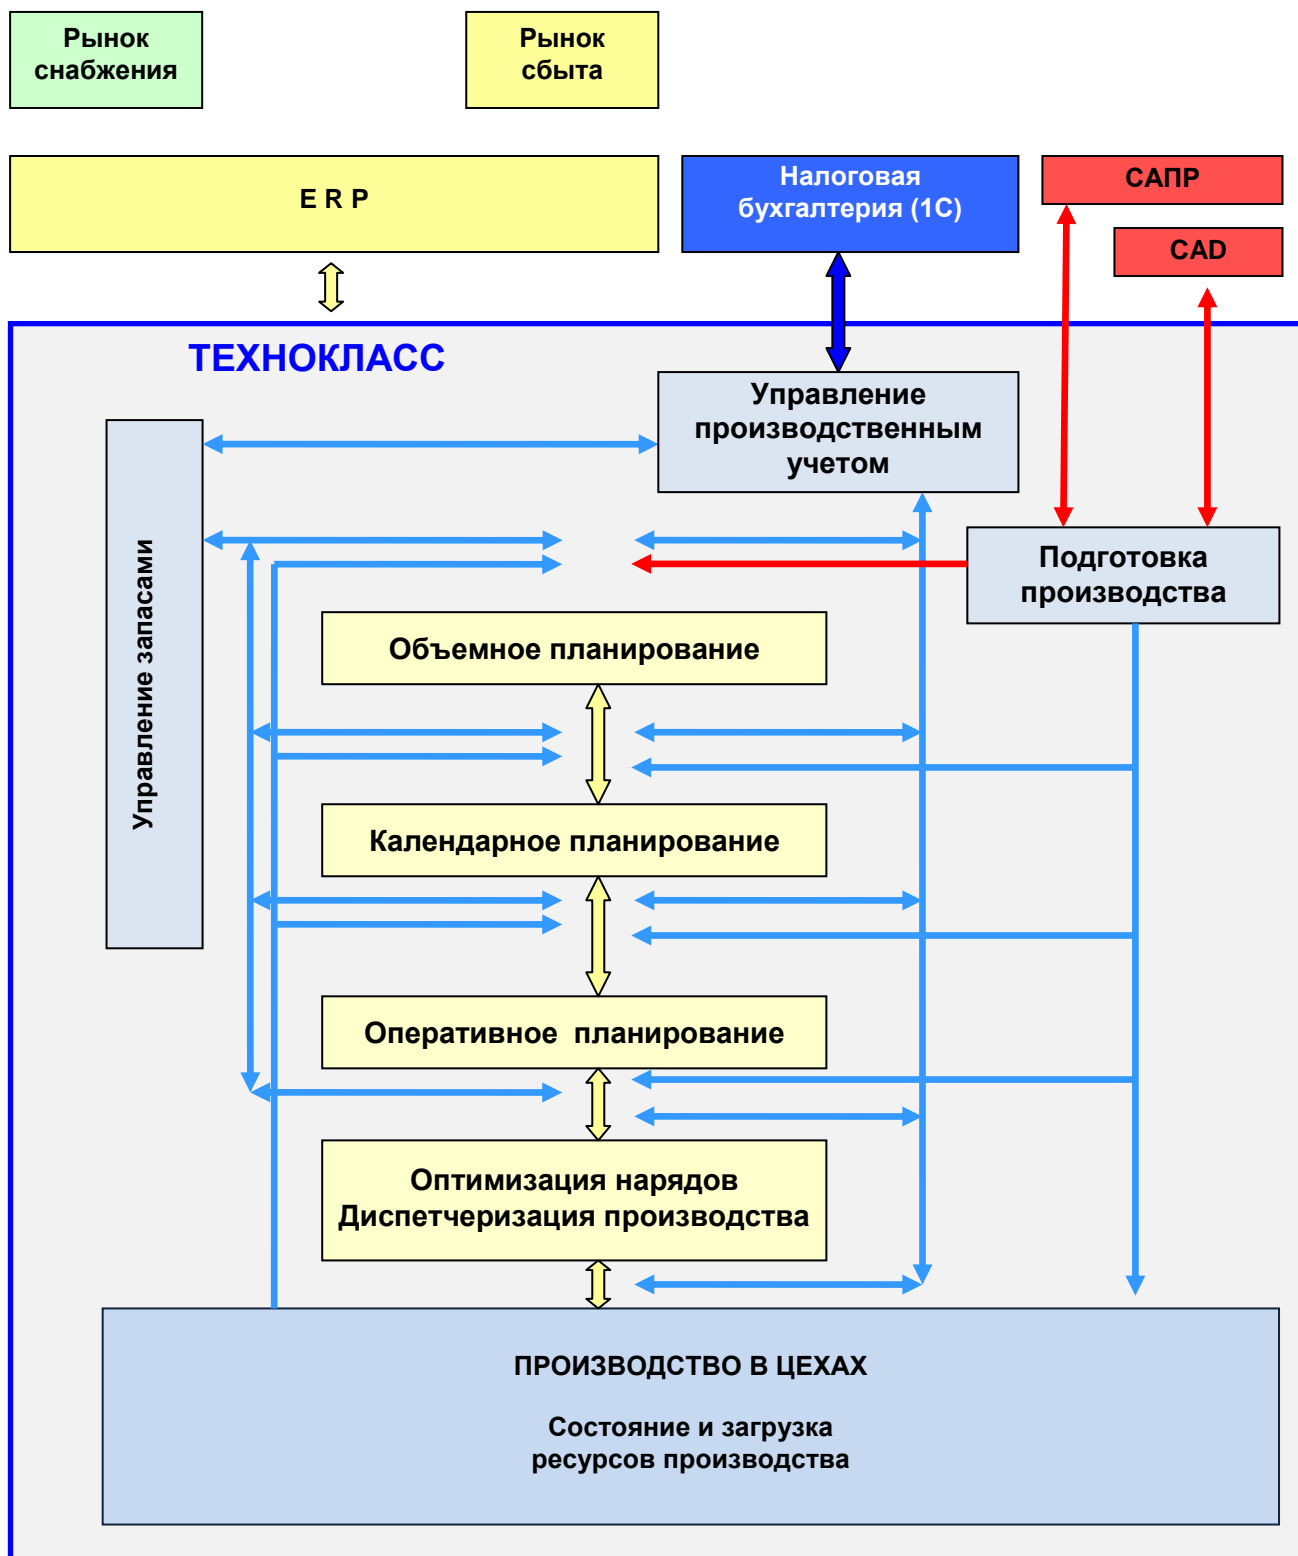 Рынок
снабжения
Рынок
сбыта
E R P
Налоговая
бухгалтерия (1С)
САПР
CAD
ТЕХНОКЛАСС
Управление
производственным
учетом
Управление запасами
Подготовка
производства
Объемное планирование
Календарное планирование
Оперативное планирование
Оптимизация нарядов
Диспетчеризация производства
ПРОИЗВОДСТВО В ЦЕХАХ
Состояние и загрузка
ресурсов производства